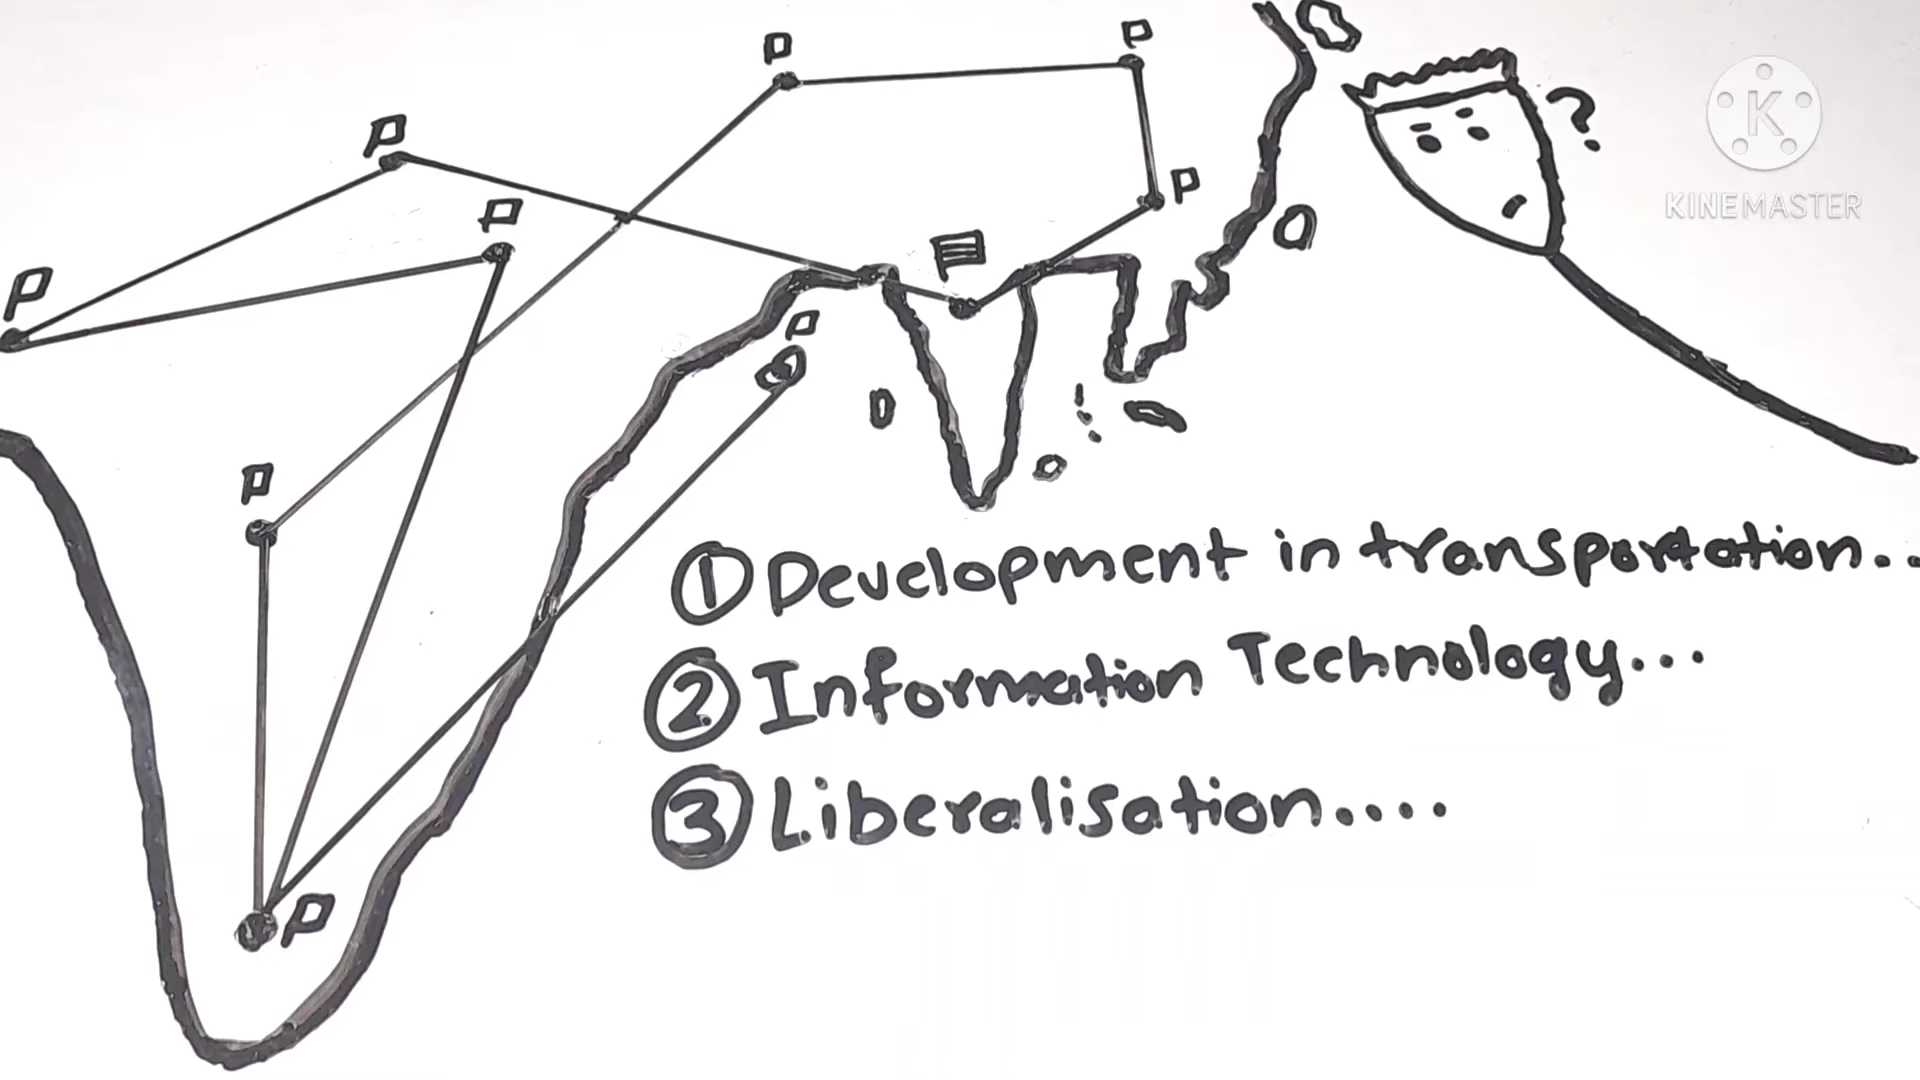 P
P
P
P
P
P
P
P
P
?
K
KINEMASTER
① Development in transportation..
② Information Technology...
③ Liberalisation....